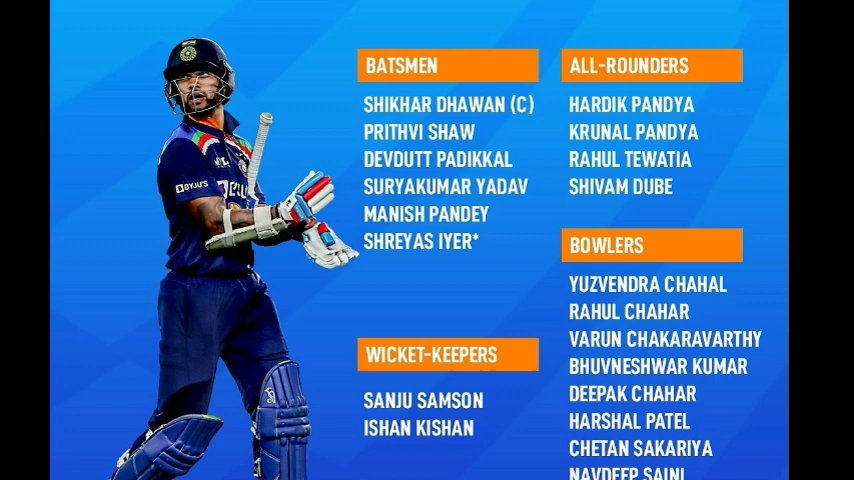 BYJU'S
BATSMEN
SHIKHAR DHAWAN (C)
PRITHVI SHAW
DEVDUTT PADIKKAL
SURYAKUMAR YADAV
MANISH PANDEY
SHREYAS IYER*
WICKET-KEEPERS
SANJU SAMSON
ISHAN KISHAN
ALL-ROUNDERS
HARDIK PANDYA
KRUNAL PANDYA
RAHUL TEWATIA
SHIVAM DUBE
BOWLERS
YUZVENDRA CHAHAL
RAHUL CHAHAR
VARUN CHAKARAVARTHY
BHUVNESHWAR KUMAR
DEEPAK CHAHAR
HARSHAL PATEL
CHETAN SAKARIYA
NAVDEEP SAINI